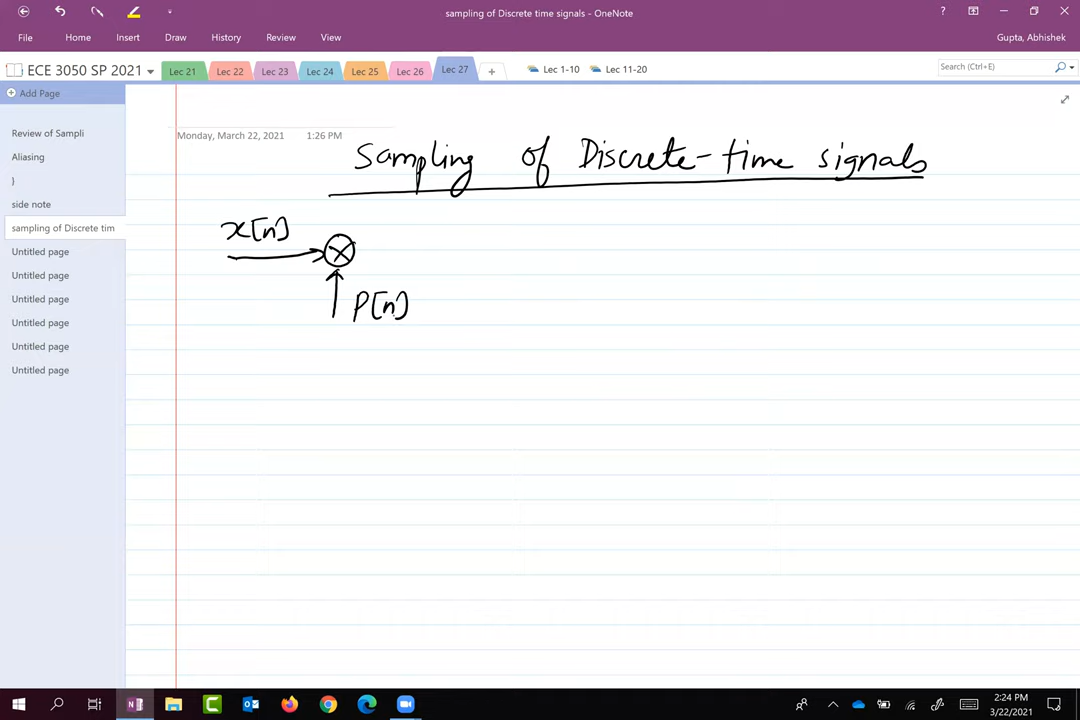 sampling of Discrete time signals - OneNote
?
File Home Insert Draw History Review View
Gupta, Abhishek
ECE 3050 SP 2021 Lec 21 Lec 22 Lec 23 Lec 24 Lec 25 Lec 26 Lec 27 + Lec 1-10 Lec 11-20
Search (Ctrl+E)
+ Add Page
Review of Sampli
Aliasing
}
side note
sampling of Discrete tim
Untitled page
Untitled page
Untitled page
Untitled page
Untitled page
Untitled page
Monday, March 22, 2021 1:26 PM
Sampling of Discrete-time signals
x[n]
p[n]
2:24 PM
3/22/2021